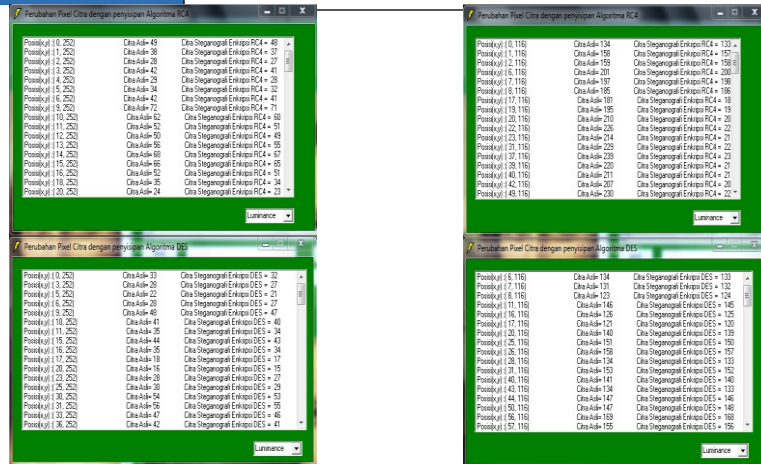 Perubahan Pixel Citra dengan penyisipan Algoritma RC4
Posisi(x,y) :[ 0, 252] Citra Asli= 49 Citra Steganografi Enkripsi RC4 = 48
Posisi(x,y) :[ 1, 252] Citra Asli= 38 Citra Steganografi Enkripsi RC4 = 37
Posisi(x,y) :[ 2, 252] Citra Asli= 28 Citra Steganografi Enkripsi RC4 = 27
Posisi(x,y) :[ 3, 252] Citra Asli= 42 Citra Steganografi Enkripsi RC4 = 41
Posisi(x,y) :[ 4, 252] Citra Asli= 29 Citra Steganografi Enkripsi RC4 = 28
Posisi(x,y) :[ 5, 252] Citra Asli= 34 Citra Steganografi Enkripsi RC4 = 32
Posisi(x,y) :[ 6, 252] Citra Asli= 42 Citra Steganografi Enkripsi RC4 = 41
Posisi(x,y) :[ 9, 252] Citra Asli= 72 Citra Steganografi Enkripsi RC4 = 71
Posisi(x,y) :[ 10, 252] Citra Asli= 62 Citra Steganografi Enkripsi RC4 = 60
Posisi(x,y) :[ 11, 252] Citra Asli= 52 Citra Steganografi Enkripsi RC4 = 51
Posisi(x,y) :[ 12, 252] Citra Asli= 50 Citra Steganografi Enkripsi RC4 = 49
Posisi(x,y) :[ 13, 252] Citra Asli= 56 Citra Steganografi Enkripsi RC4 = 55
Posisi(x,y) :[ 14, 252] Citra Asli= 68 Citra Steganografi Enkripsi RC4 = 67
Posisi(x,y) :[ 15, 252] Citra Asli= 66 Citra Steganografi Enkripsi RC4 = 65
Posisi(x,y) :[ 16, 252] Citra Asli= 52 Citra Steganografi Enkripsi RC4 = 51
Posisi(x,y) :[ 18, 252] Citra Asli= 35 Citra Steganografi Enkripsi RC4 = 34
Posisi(x,y) :[ 20, 252] Citra Asli= 24 Citra Steganografi Enkripsi RC4 = 23
Luminance
Perubahan Pixel Citra dengan penyisipan Algoritma RC4
Posisi(x,y) :[ 0, 116] Citra Asli= 134 Citra Steganografi Enkripsi RC4 = 133
Posisi(x,y) :[ 1, 116] Citra Asli= 158 Citra Steganografi Enkripsi RC4 = 157
Posisi(x,y) :[ 2, 116] Citra Asli= 159 Citra Steganografi Enkripsi RC4 = 158
Posisi(x,y) :[ 6, 116] Citra Asli= 201 Citra Steganografi Enkripsi RC4 = 200
Posisi(x,y) :[ 7, 116] Citra Asli= 197 Citra Steganografi Enkripsi RC4 = 198
Posisi(x,y) :[ 8, 116] Citra Asli= 185 Citra Steganografi Enkripsi RC4 = 186
Posisi(x,y) :[ 17, 116] Citra Asli= 181 Citra Steganografi Enkripsi RC4 = 18
Posisi(x,y) :[ 19, 116] Citra Asli= 195 Citra Steganografi Enkripsi RC4 = 19
Posisi(x,y) :[ 20, 116] Citra Asli= 210 Citra Steganografi Enkripsi RC4 = 20
Posisi(x,y) :[ 22, 116] Citra Asli= 226 Citra Steganografi Enkripsi RC4 = 22
Posisi(x,y) :[ 23, 116] Citra Asli= 214 Citra Steganografi Enkripsi RC4 = 21
Posisi(x,y) :[ 31, 116] Citra Asli= 229 Citra Steganografi Enkripsi RC4 = 22
Posisi(x,y) :[ 37, 116] Citra Asli= 239 Citra Steganografi Enkripsi RC4 = 23
Posisi(x,y) :[ 39, 116] Citra Asli= 220 Citra Steganografi Enkripsi RC4 = 21
Posisi(x,y) :[ 40, 116] Citra Asli= 211 Citra Steganografi Enkripsi RC4 = 21
Posisi(x,y) :[ 42, 116] Citra Asli= 207 Citra Steganografi Enkripsi RC4 = 20
Posisi(x,y) :[ 49, 116] Citra Asli= 230 Citra Steganografi Enkripsi RC4 = 22
Luminance
Perubahan Pixel Citra dengan penyisipan Algoritma DES
Posisi(x,y) :[ 0, 252] Citra Asli= 33 Citra Steganografi Enkripsi DES = 32
Posisi(x,y) :[ 3, 252] Citra Asli= 28 Citra Steganografi Enkripsi DES = 27
Posisi(x,y) :[ 5, 252] Citra Asli= 22 Citra Steganografi Enkripsi DES = 21
Posisi(x,y) :[ 6, 252] Citra Asli= 28 Citra Steganografi Enkripsi DES = 27
Posisi(x,y) :[ 9, 252] Citra Asli= 48 Citra Steganografi Enkripsi DES = 47
Posisi(x,y) :[ 10, 252] Citra Asli= 41 Citra Steganografi Enkripsi DES = 40
Posisi(x,y) :[ 11, 252] Citra Asli= 35 Citra Steganografi Enkripsi DES = 34
Posisi(x,y) :[ 15, 252] Citra Asli= 44 Citra Steganografi Enkripsi DES = 43
Posisi(x,y) :[ 16, 252] Citra Asli= 35 Citra Steganografi Enkripsi DES = 34
Posisi(x,y) :[ 17, 252] Citra Asli= 18 Citra Steganografi Enkripsi DES = 17
Posisi(x,y) :[ 20, 252] Citra Asli= 16 Citra Steganografi Enkripsi DES = 15
Posisi(x,y) :[ 23, 252] Citra Asli= 28 Citra Steganografi Enkripsi DES = 27
Posisi(x,y) :[ 25, 252] Citra Asli= 30 Citra Steganografi Enkripsi DES = 29
Posisi(x,y) :[ 30, 252] Citra Asli= 54 Citra Steganografi Enkripsi DES = 53
Posisi(x,y) :[ 31, 252] Citra Asli= 56 Citra Steganografi Enkripsi DES = 55
Posisi(x,y) :[ 33, 252] Citra Asli= 47 Citra Steganografi Enkripsi DES = 46
Posisi(x,y) :[ 36, 252] Citra Asli= 42 Citra Steganografi Enkripsi DES = 41
Luminance
Perubahan Pixel Citra dengan penyisipan Algoritma DES
Posisi(x,y) :[ 6, 116] Citra Asli= 134 Citra Steganografi Enkripsi DES = 133
Posisi(x,y) :[ 7, 116] Citra Asli= 131 Citra Steganografi Enkripsi DES = 132
Posisi(x,y) :[ 8, 116] Citra Asli= 123 Citra Steganografi Enkripsi DES = 124
Posisi(x,y) :[ 11, 116] Citra Asli= 146 Citra Steganografi Enkripsi DES = 145
Posisi(x,y) :[ 16, 116] Citra Asli= 126 Citra Steganografi Enkripsi DES = 125
Posisi(x,y) :[ 17, 116] Citra Asli= 121 Citra Steganografi Enkripsi DES = 120
Posisi(x,y) :[ 20, 116] Citra Asli= 140 Citra Steganografi Enkripsi DES = 139
Posisi(x,y) :[ 25, 116] Citra Asli= 151 Citra Steganografi Enkripsi DES = 150
Posisi(x,y) :[ 26, 116] Citra Asli= 158 Citra Steganografi Enkripsi DES = 157
Posisi(x,y) :[ 28, 116] Citra Asli= 134 Citra Steganografi Enkripsi DES = 133
Posisi(x,y) :[ 31, 116] Citra Asli= 153 Citra Steganografi Enkripsi DES = 152
Posisi(x,y) :[ 40, 116] Citra Asli= 141 Citra Steganografi Enkripsi DES = 140
Posisi(x,y) :[ 43, 116] Citra Asli= 134 Citra Steganografi Enkripsi DES = 133
Posisi(x,y) :[ 44, 116] Citra Asli= 147 Citra Steganografi Enkripsi DES = 146
Posisi(x,y) :[ 50, 116] Citra Asli= 147 Citra Steganografi Enkripsi DES = 148
Posisi(x,y) :[ 56, 116] Citra Asli= 169 Citra Steganografi Enkripsi DES = 168
Posisi(x,y) :[ 57, 116] Citra Asli= 155 Citra Steganografi Enkripsi DES = 156
Luminance